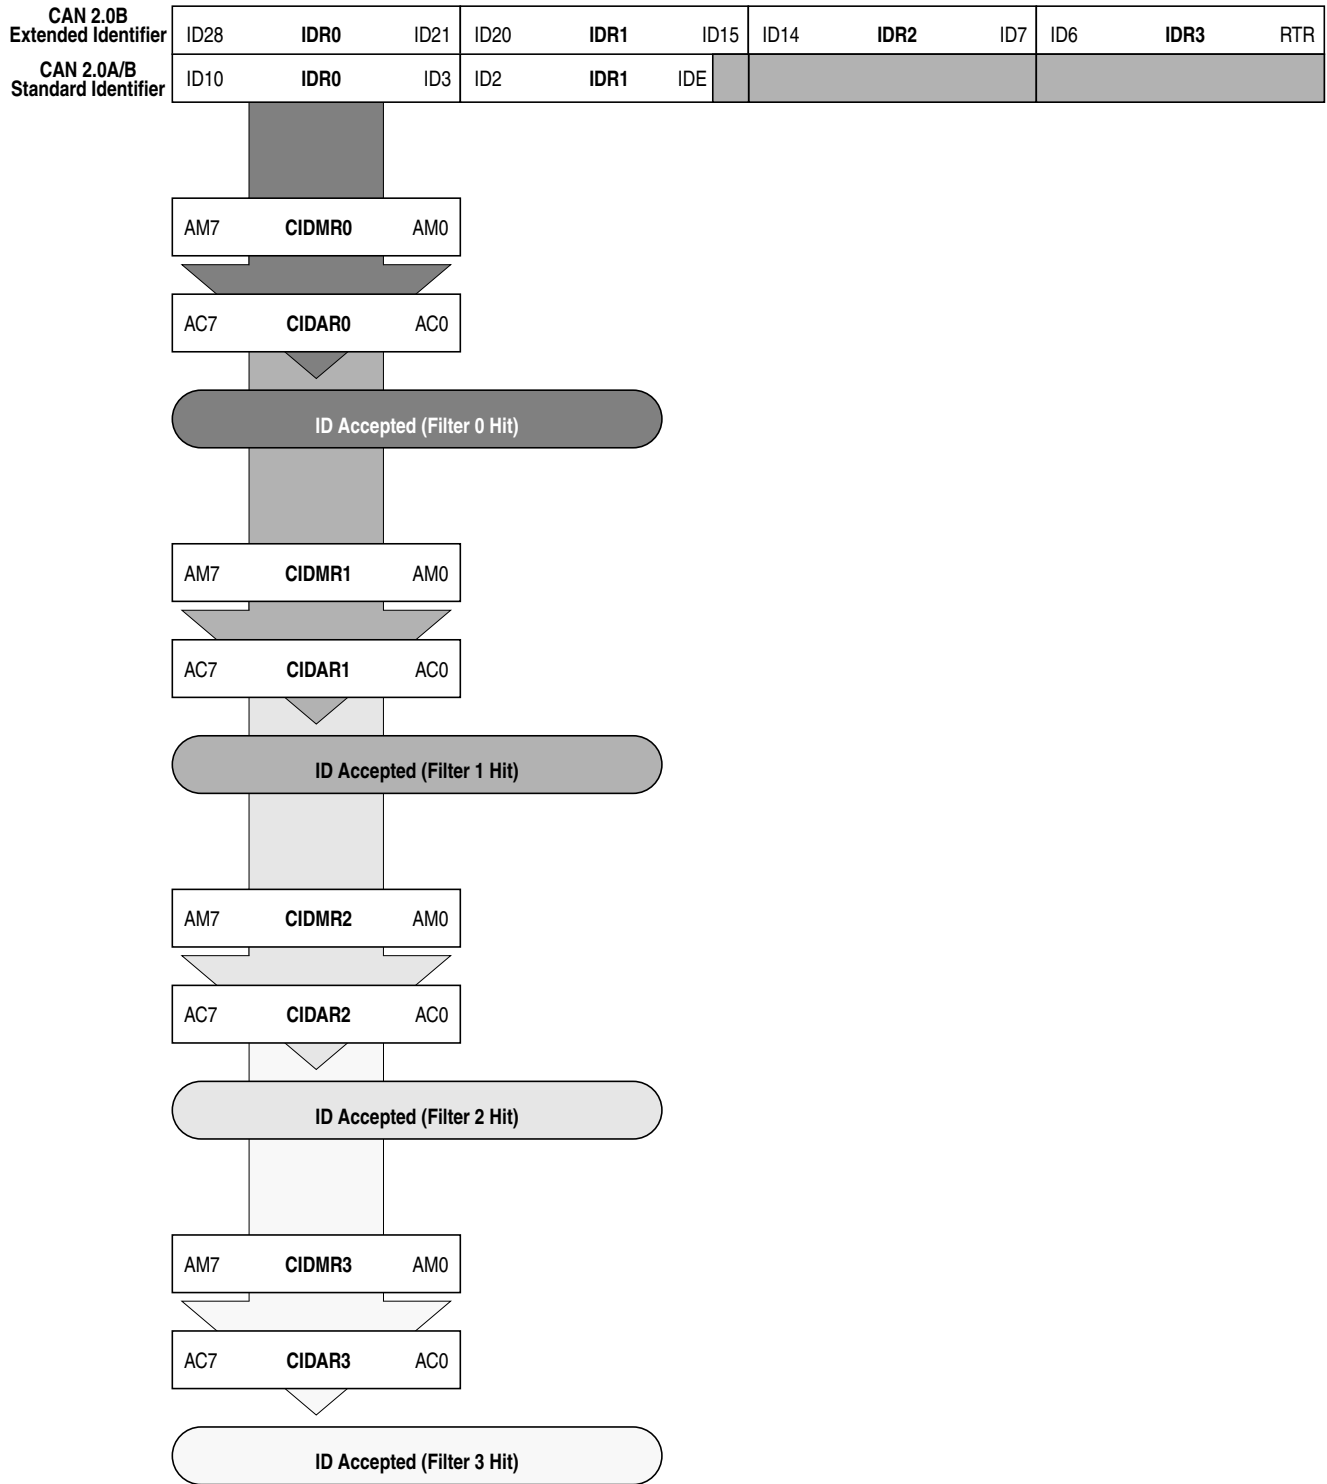 CAN 2.0B
Extended Identifier ID28 IDR0 ID21 ID20 IDR1 ID15 ID14 IDR2 ID7 ID6 IDR3 RTR
CAN 2.0A/B
Standard Identifier ID10 IDR0 ID3 ID2 IDR1 IDE
AM7 CIDMR0 AM0
AC7 CIDAR0 AC0
ID Accepted (Filter 0 Hit)
AM7 CIDMR1 AM0
AC7 CIDAR1 AC0
ID Accepted (Filter 1 Hit)
AM7 CIDMR2 AM0
AC7 CIDAR2 AC0
ID Accepted (Filter 2 Hit)
AM7 CIDMR3 AM0
AC7 CIDAR3 AC0
ID Accepted (Filter 3 Hit)